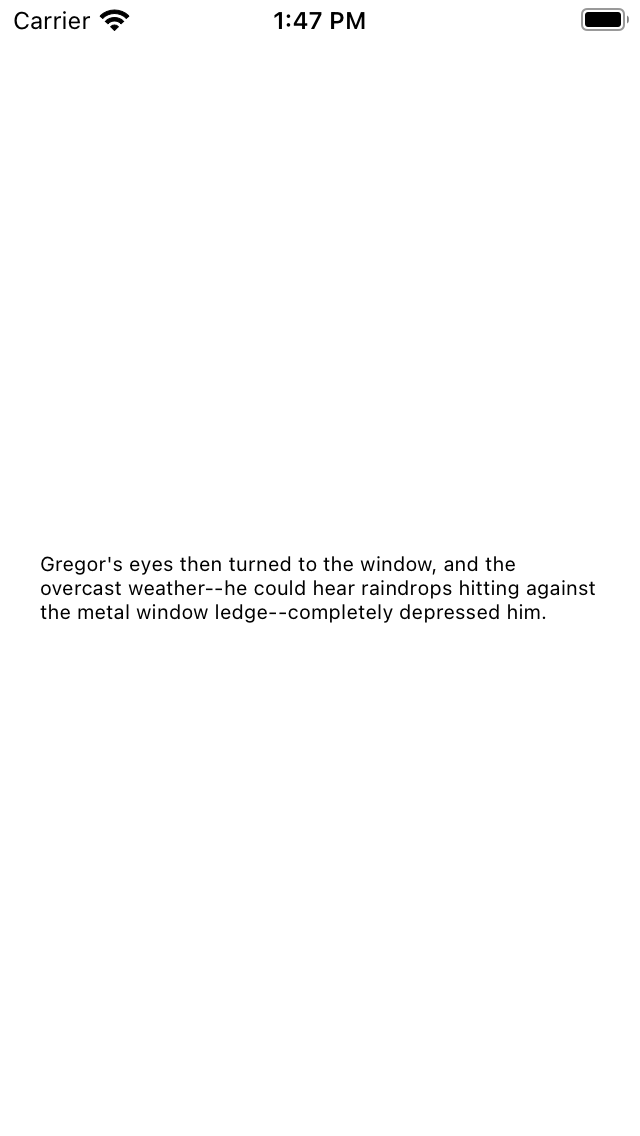 Carrier 1:47 PM
Gregor's eyes then turned to the window, and the
overcast weather--he could hear raindrops hitting against
the metal window ledge--completely depressed him.